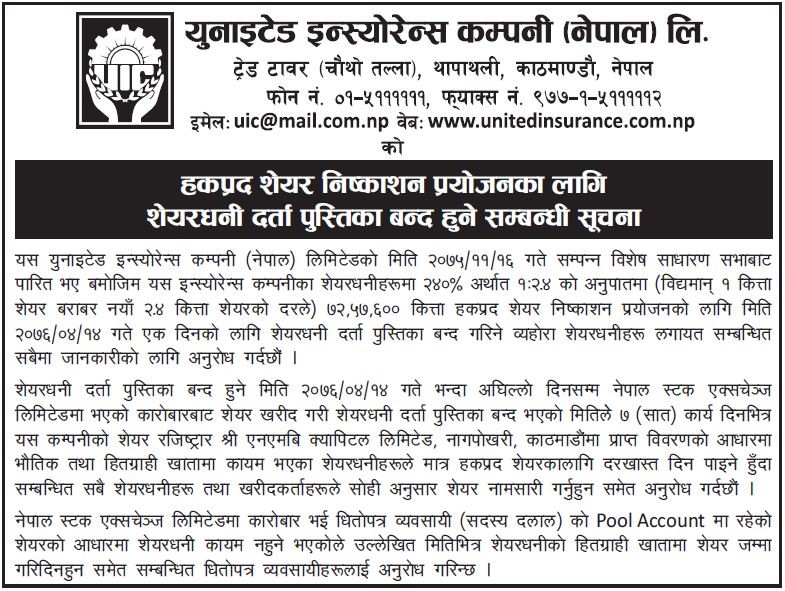 UIC
युनाइटेड इन्स्योरेन्स कम्पनी (नेपाल) लि.
ट्रेड टावर (चौथो तल्ला), थापाथली, काठमाण्डौ, नेपाल
फोन नं. ०१-५११११११, फ्याक्स नं. ९७७-१-५११११११२
इमेल: uic@mail.com.np वेब: www.unitedinsurance.com.np
को
हकप्रद शेयर निष्काशन प्रयोजनका लागि
शेयरधनी दर्ता पुस्तिका बन्द हुने सम्बन्धी सूचना
यस युनाइटेड इन्स्योरेन्स कम्पनी (नेपाल) लिमिटेडको मिति २०७५/११/१६ गते सम्पन्न विशेष साधारण सभाबाट
पारित भए बमोजिम यस इन्स्योरेन्स कम्पनीका शेयरधनीहरूमा २४०% अर्थात १:२.४ को अनुपातमा (विद्यमान् १ कित्ता
शेयर बराबर नयाँ २.४ कित्ता शेयरको दरले) ७२,५७,६०० कित्ता हकप्रद शेयर निष्काशन प्रयोजनको लागि मिति
२०७६/०४/१४ गते एक दिनको लागि शेयरधनी दर्ता पुस्तिका बन्द गरिने व्यहोरा शेयरधनीहरू लगायत सम्बन्धित
सबैमा जानकारीको लागि अनुरोध गर्दछौं ।
शेयरधनी दर्ता पुस्तिका बन्द हुने मिति २०७६/०४/१४ गते भन्दा अघिल्लो दिनसम्म नेपाल स्टक एक्सचेञ्ज
लिमिटेडमा भएको कारोबारबाट शेयर खरीद गरी शेयरधनी दर्ता पुस्तिका बन्द भएको मितिले ७ (सात) कार्य दिनभित्र
यस कम्पनीको शेयर रजिष्ट्रार श्री एनएमबि क्यापिटल लिमिटेड, नागपोखरी, काठमाडौंमा प्राप्त विवरणको आधारमा
भौतिक तथा हितग्राही खातामा कायम भएका शेयरधनीहरूले मात्र हकप्रद शेयरकालागि दरखास्त दिन पाइने हुँदा
सम्बन्धित सबै शेयरधनीहरू तथा खरीदकर्ताहरूले सोही अनुसार शेयर नामसारी गर्नुहुन समेत अनुरोध गर्दछौं ।
नेपाल स्टक एक्सचेञ्ज लिमिटेडमा कारोबार भई धितोपत्र व्यवसायी (सदस्य दलाल) को Pool Account मा रहेको
शेयरको आधारमा शेयरधनी कायम नहुने भएकोले उल्लेखित मितिभित्र शेयरधनीको हितग्राही खातामा शेयर जम्मा
गरिदिनहुन समेत सम्बन्धित धितोपत्र व्यवसायीहरूलाई अनुरोध गरिन्छ ।